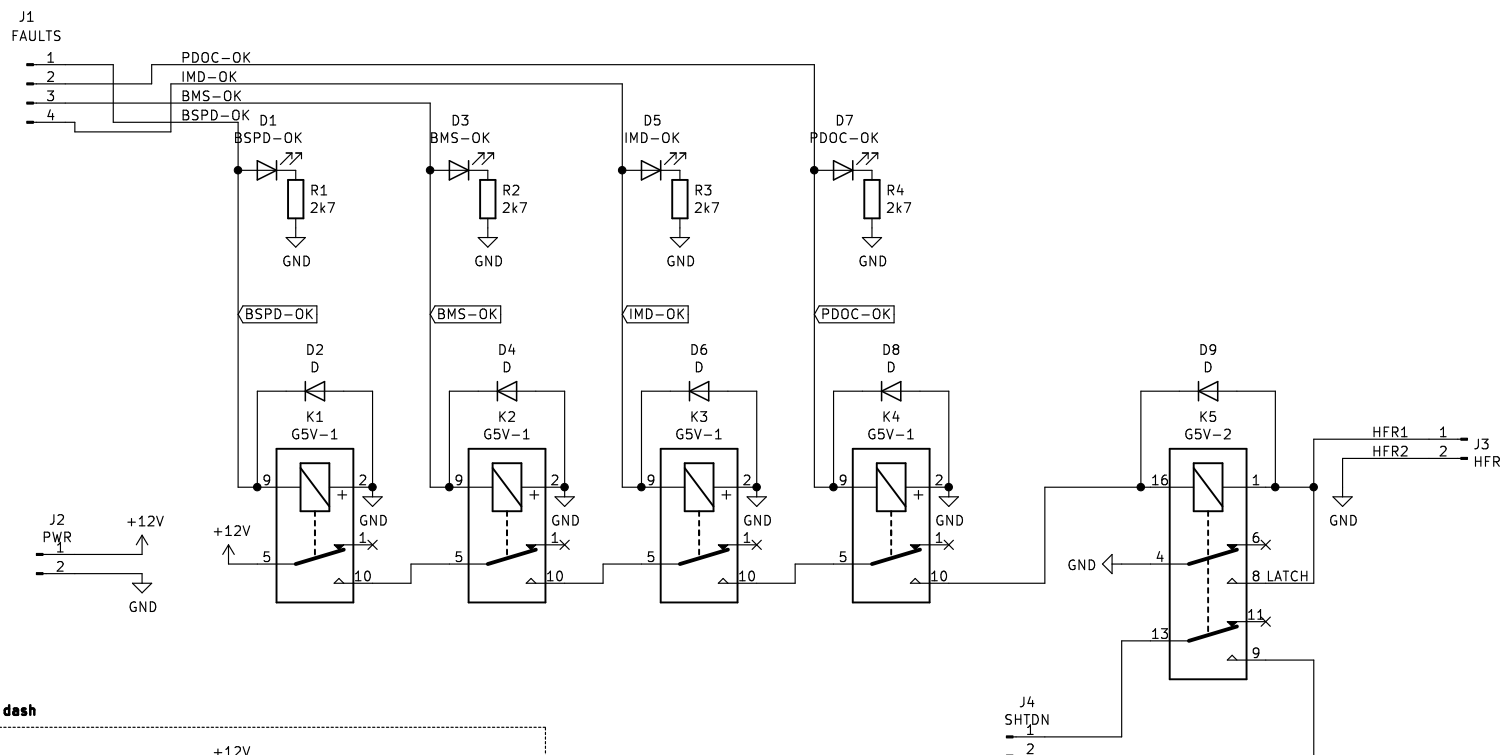 J1
FAULTS
1 PDOC-OK
2 IMD-OK
3 BMS-OK
4 BSPD-OK
D1 D3 D5 D7
BSPD-OK BMS-OK IMD-OK PDOC-OK
R1 R2 R3 R4
2k7 2k7 2k7 2k7
GND GND GND GND
BSPD-OK BMS-OK IMD-OK PDOC-OK
D2 D4 D6 D8 D9
D D D D D
K1 K2 K3 K4 K5
G5V-1 G5V-1 G5V-1 G5V-1 G5V-2
HFR1 1
J3
HFR2 2
HFR
9 2 9 2 9 2 9 2 16 1
+ + + +
GND GND GND GND GND
J2
PWR
+12V +12V
1 1 1 1 6
1
5 5 5 5 GND 4
2 10 10 10 10 8 LATCH
GND
11
13
9
dash
J4
SHTDN
1
2
+12V